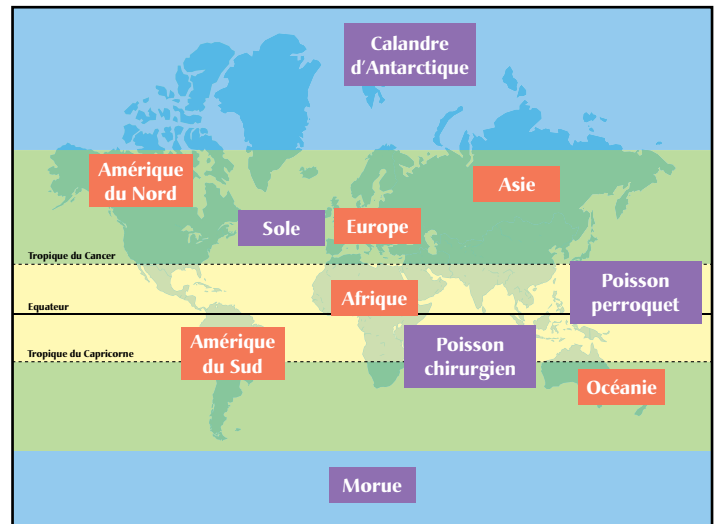 Calandre
d'Antarctique
Amérique
du Nord
Asie
Sole
Europe
Tropique du Cancer
Poisson
perroquet
Afrique
Equateur
Amérique
du Sud
Poisson
chirurgien
Tropique du Capricorne
Océanie
Morue